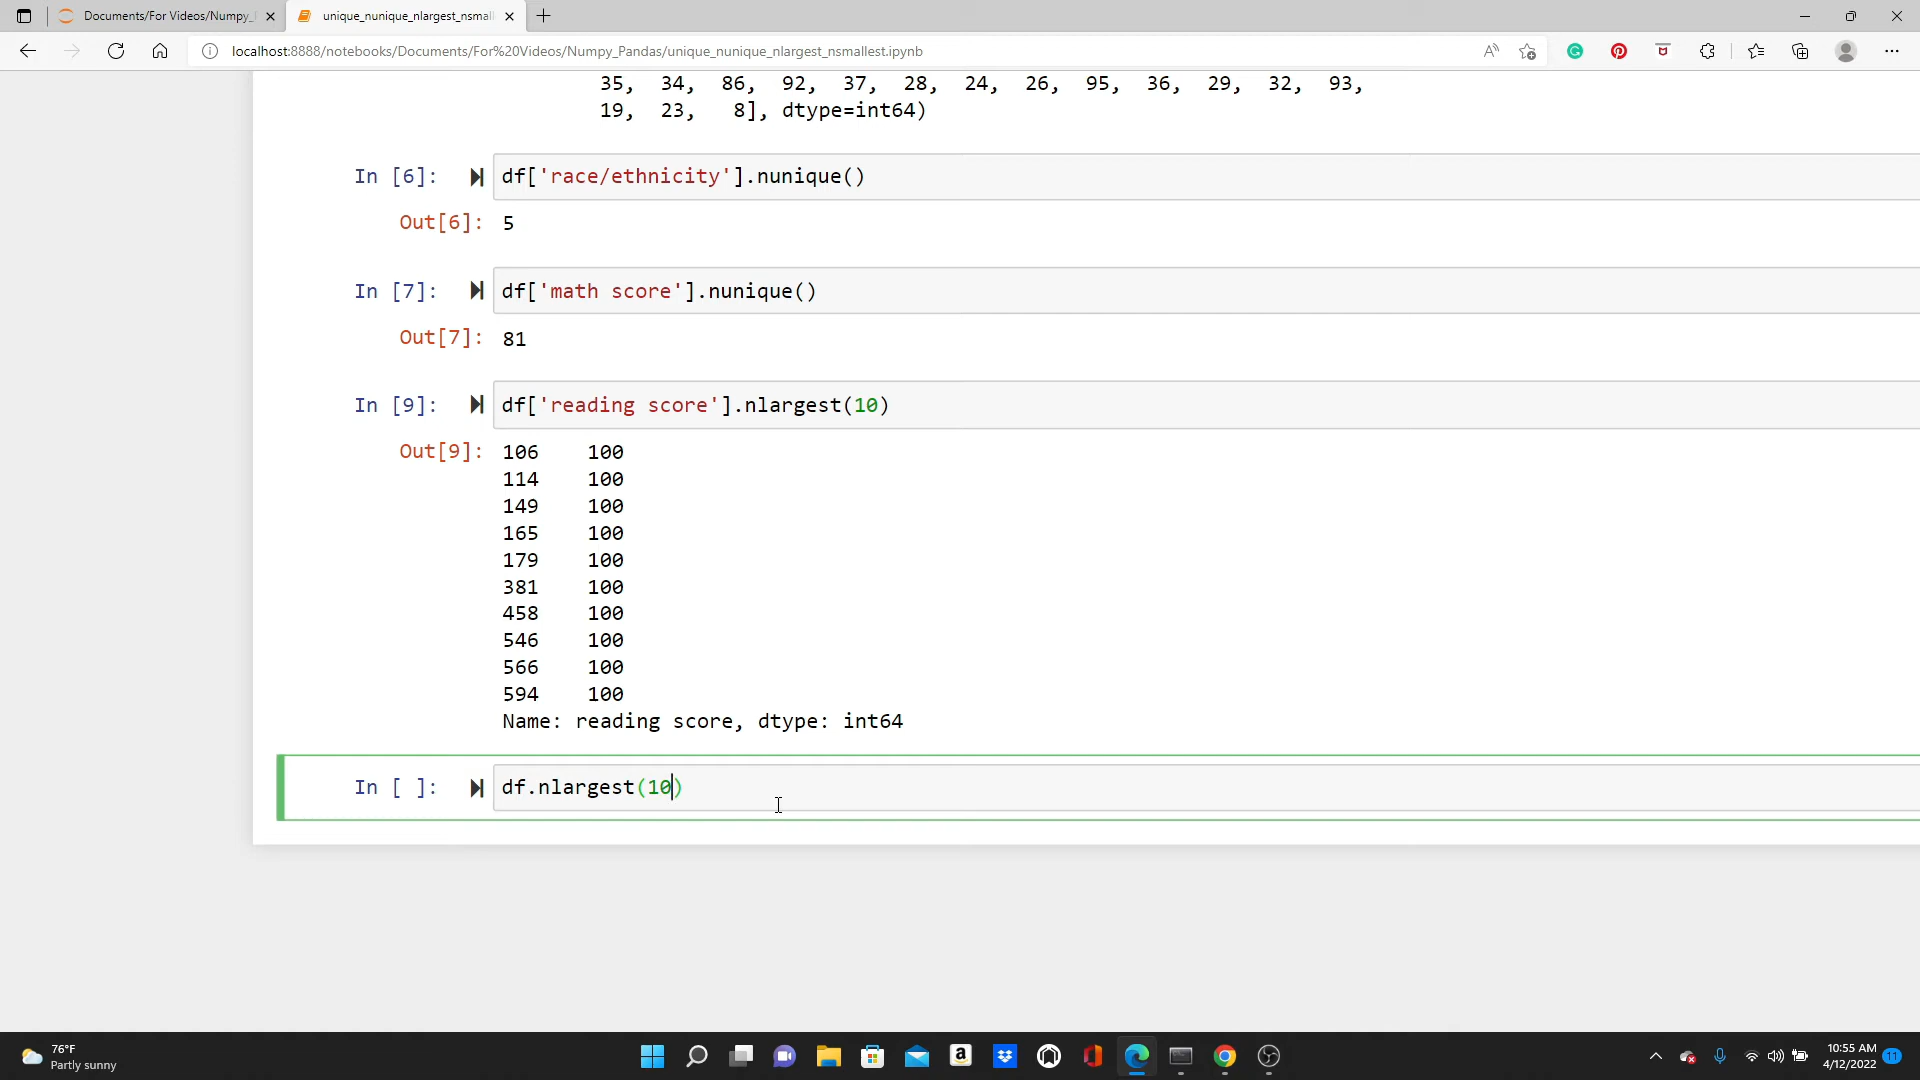 Documents/For Videos/Numpy_
unique_nunique_nlargest_nsmall
localhost:8888/notebooks/Documents/For%20Videos/Numpy_Pandas/unique_nunique_nlargest_nsmallest.ipynb
35, 34, 86, 92, 37, 28, 24, 26, 95, 36, 29, 32, 93,
19, 23, 8], dtype=int64)
In [6]: df['race/ethnicity'].nunique()
Out[6]: 5
In [7]: df['math score'].nunique()
Out[7]: 81
In [9]: df['reading score'].nlargest(10)
Out[9]: 106 100
114 100
149 100
165 100
179 100
381 100
458 100
546 100
566 100
594 100
Name: reading score, dtype: int64
In [ ]: df.nlargest(10)
76°F
Partly sunny
10:55 AM
4/12/2022
11